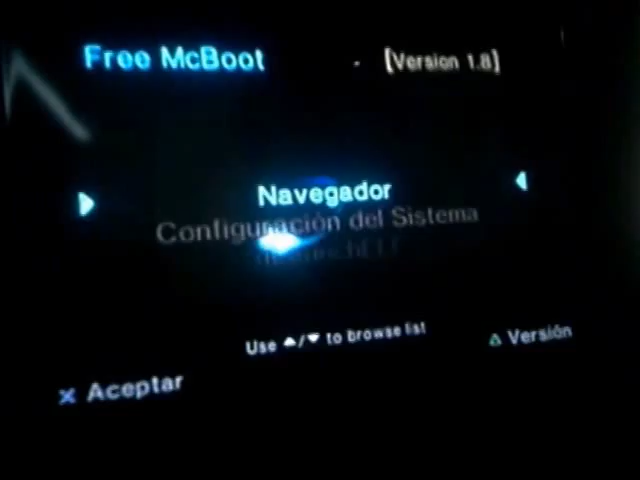 Free McBoot
[Version 1.8]
Navegador
Configuración del Sistema
Use ▲/▼ to browse list
△ Versión
X Aceptar